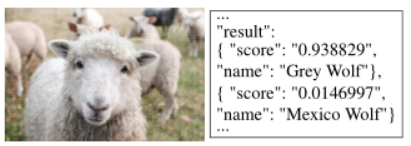 ...
"result":
{ "score": "0.938829",
"name": "Grey Wolf"},
{ "score": "0.0146997",
"name": "Mexico Wolf"}
...